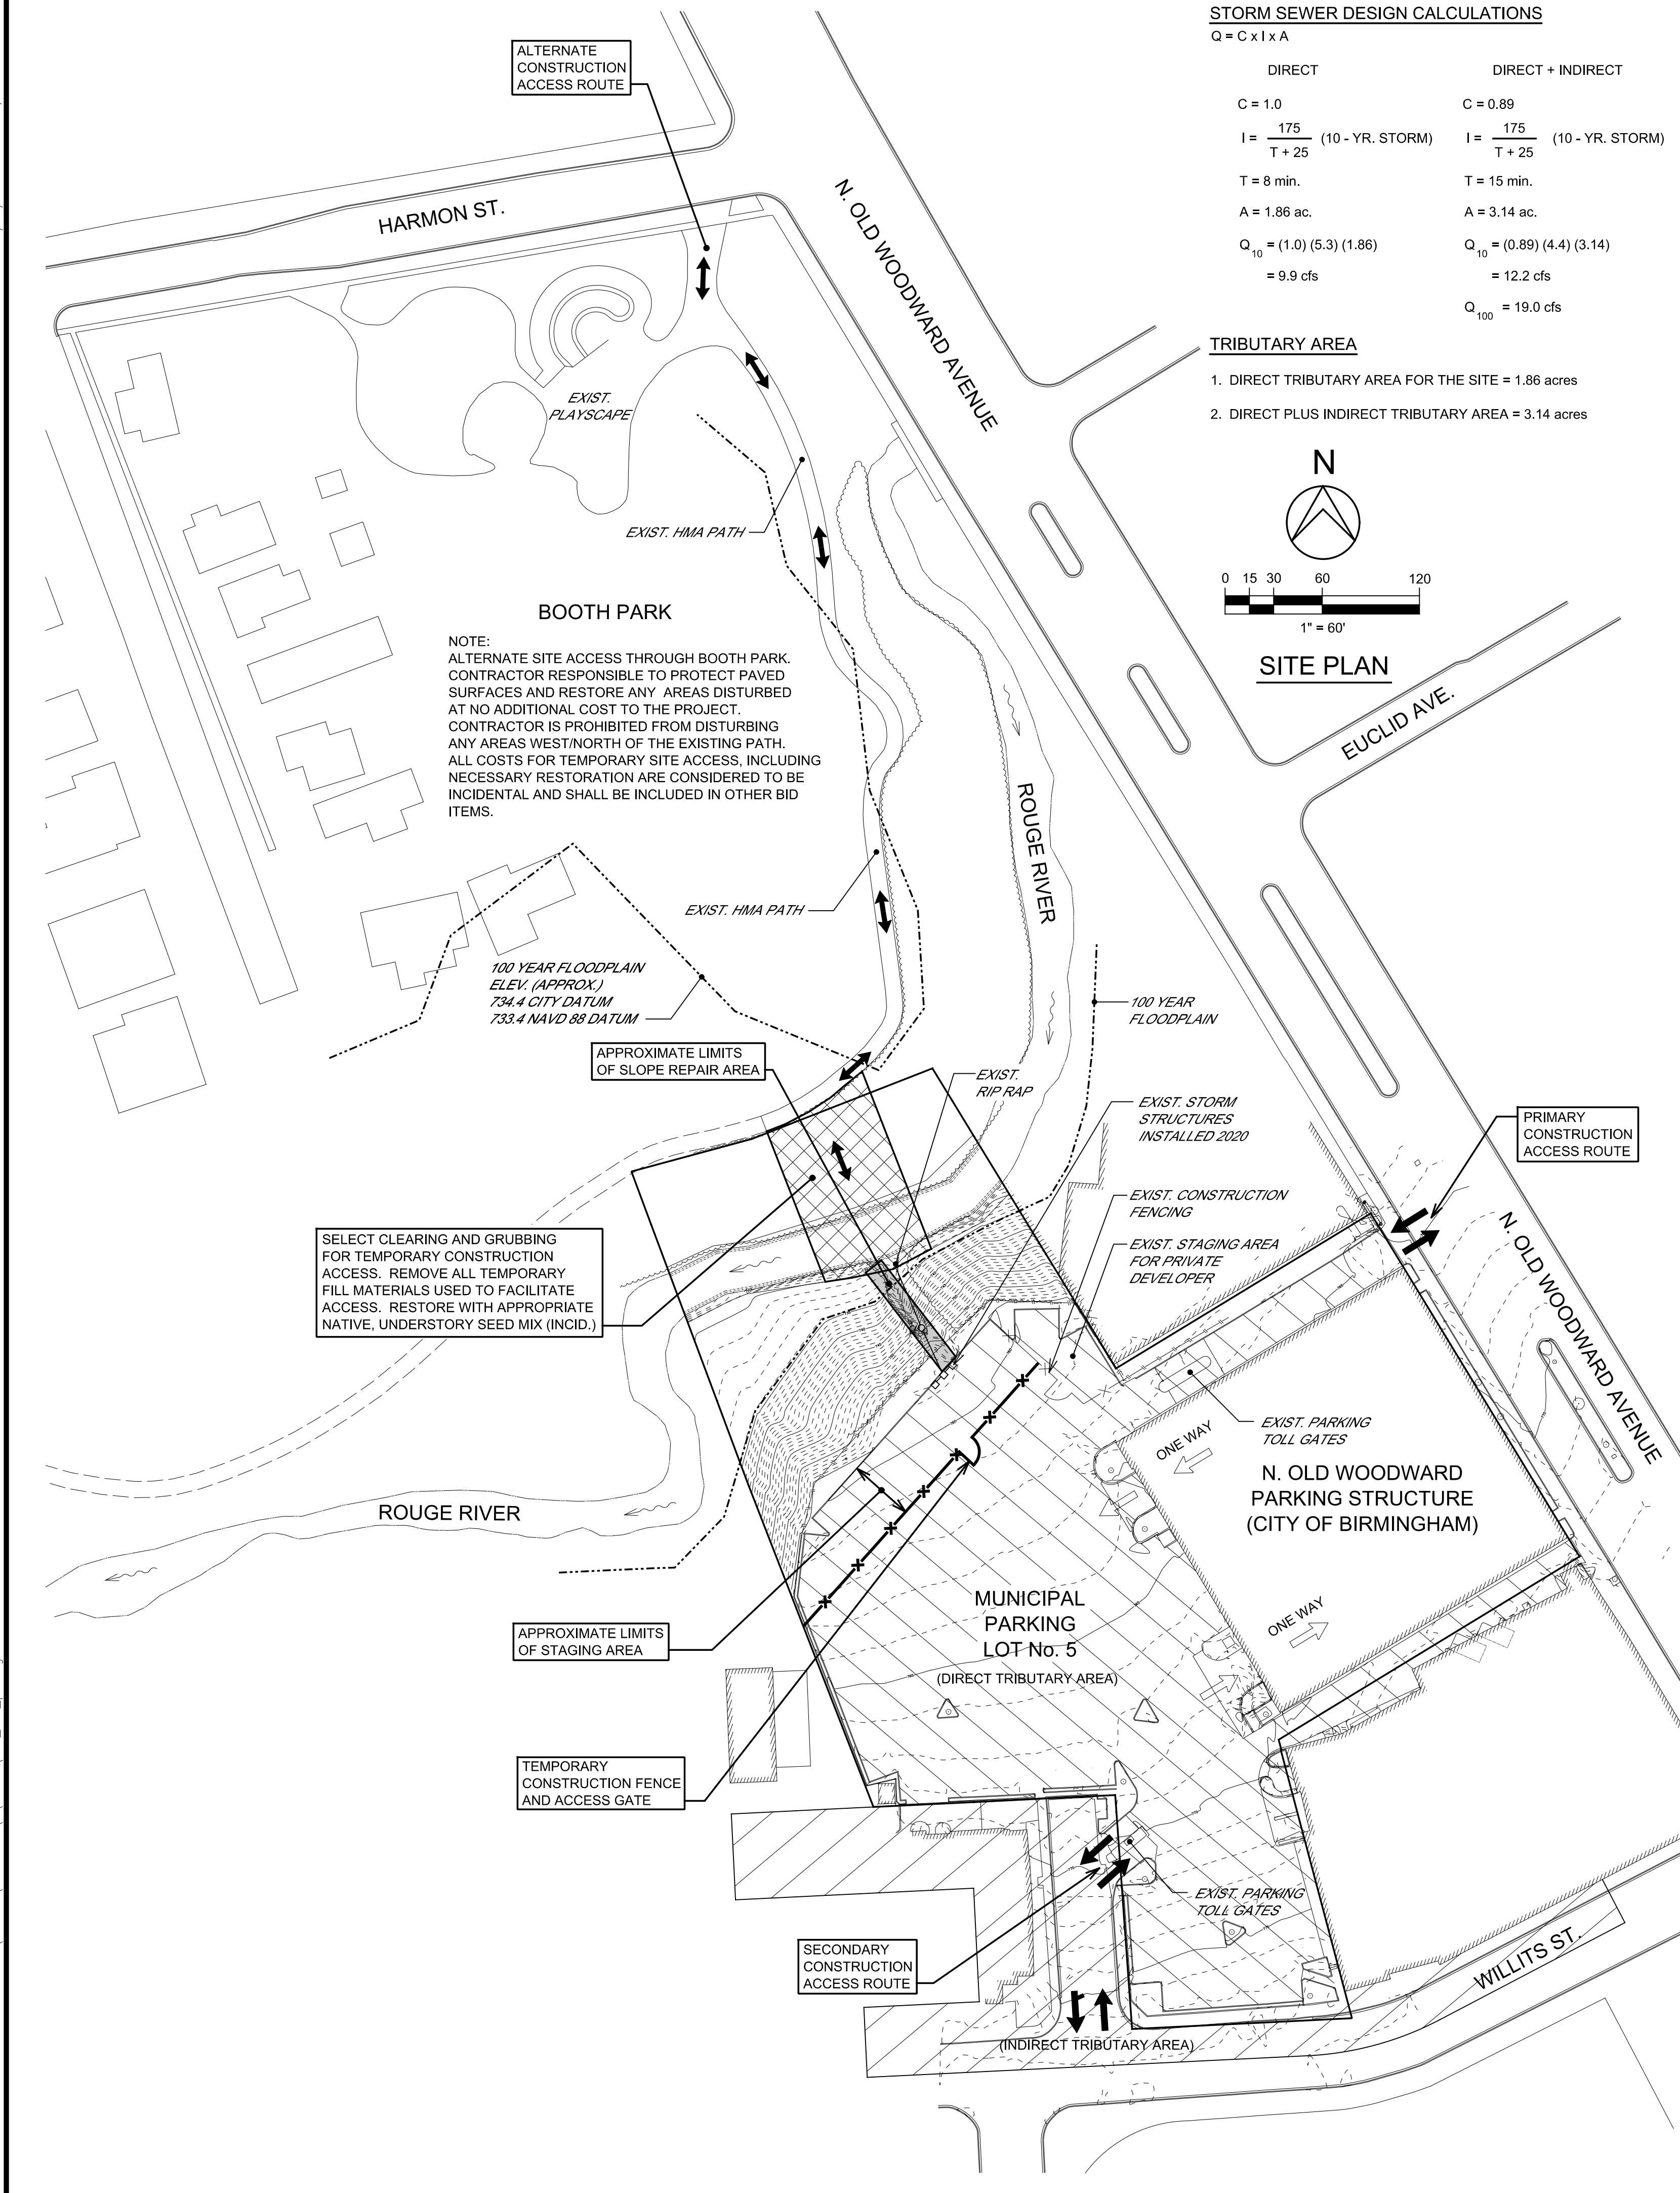 STORM SEWER DESIGN CALCULATIONS
Q = C x I x A
DIRECT
C = 1.0
I = 175 / T + 25 (10 - YR. STORM)
T = 8 min.
A = 1.86 ac.
Q10 = (1.0) (5.3) (1.86)
= 9.9 cfs
DIRECT + INDIRECT
C = 0.89
I = 175 / T + 25 (10 - YR. STORM)
T = 15 min.
A = 3.14 ac.
Q10 = (0.89) (4.4) (3.14)
= 12.2 cfs
Q100 = 19.0 cfs
TRIBUTARY AREA
1. DIRECT TRIBUTARY AREA FOR THE SITE = 1.86 acres
2. DIRECT PLUS INDIRECT TRIBUTARY AREA = 3.14 acres
N
0 15 30 60 120
1" = 60'
SITE PLAN
ALTERNATE
CONSTRUCTION
ACCESS ROUTE
HARMON ST.
N. OLD WOODWARD AVENUE
EXIST.
PLAYSCAPE
EXIST. HMA PATH
BOOTH PARK
NOTE:
ALTERNATE SITE ACCESS THROUGH BOOTH PARK.
CONTRACTOR RESPONSIBLE TO PROTECT PAVED
SURFACES AND RESTORE ANY AREAS DISTURBED
AT NO ADDITIONAL COST TO THE PROJECT.
CONTRACTOR IS PROHIBITED FROM DISTURBING
ANY AREAS WEST/NORTH OF THE EXISTING PATH.
ALL COSTS FOR TEMPORARY SITE ACCESS, INCLUDING
NECESSARY RESTORATION ARE CONSIDERED TO BE
INCIDENTAL AND SHALL BE INCLUDED IN OTHER BID
ITEMS.
EUCLID AVE.
ROUGE RIVER
EXIST. HMA PATH
100 YEAR FLOODPLAIN
ELEV. (APPROX.)
734.4 CITY DATUM
733.4 NAVD 88 DATUM
100 YEAR
FLOODPLAIN
APPROXIMATE LIMITS
OF SLOPE REPAIR AREA
EXIST.
RIP RAP
EXIST. STORM
STRUCTURES
INSTALLED 2020
PRIMARY
CONSTRUCTION
ACCESS ROUTE
EXIST. CONSTRUCTION
FENCING
EXIST. STAGING AREA
FOR PRIVATE
DEVELOPER
SELECT CLEARING AND GRUBBING
FOR TEMPORARY CONSTRUCTION
ACCESS. REMOVE ALL TEMPORARY
FILL MATERIALS USED TO FACILITATE
ACCESS. RESTORE WITH APPROPRIATE
NATIVE, UNDERSTORY SEED MIX (INCID.)
N. OLD WOODWARD AVENUE
EXIST. PARKING
TOLL GATES
ONE WAY
N. OLD WOODWARD
PARKING STRUCTURE
(CITY OF BIRMINGHAM)
ROUGE RIVER
MUNICIPAL
PARKING
LOT No. 5
(DIRECT TRIBUTARY AREA)
ONE WAY
APPROXIMATE LIMITS
OF STAGING AREA
TEMPORARY
CONSTRUCTION FENCE
AND ACCESS GATE
EXIST. PARKING
TOLL GATES
SECONDARY
CONSTRUCTION
ACCESS ROUTE
WILLITS ST.
(INDIRECT TRIBUTARY AREA)